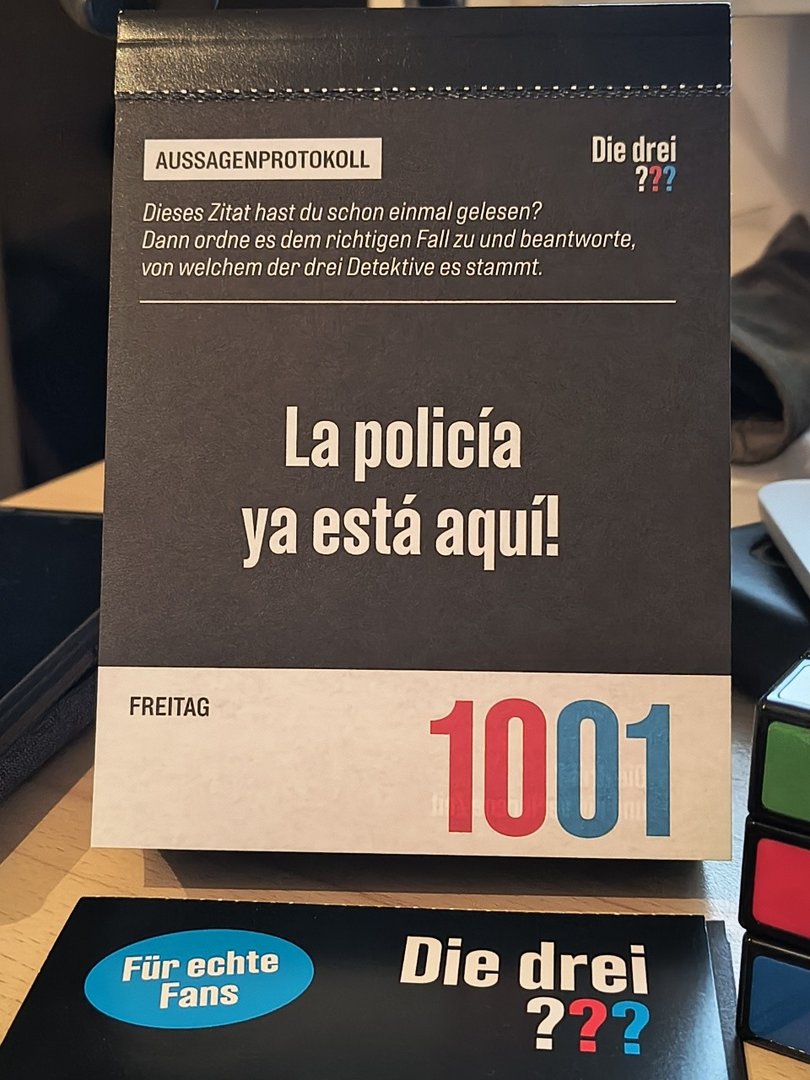 AUSSAGENPROTOKOLL
Die drei
???
Dieses Zitat hast du schon einmal gelesen?
Dann ordne es dem richtigen Fall zu und beantworte,
von welchem der drei Detektive es stammt.
La policía
ya está aquí!
FREITAG
1001
Für echte
Fans
Die drei
???